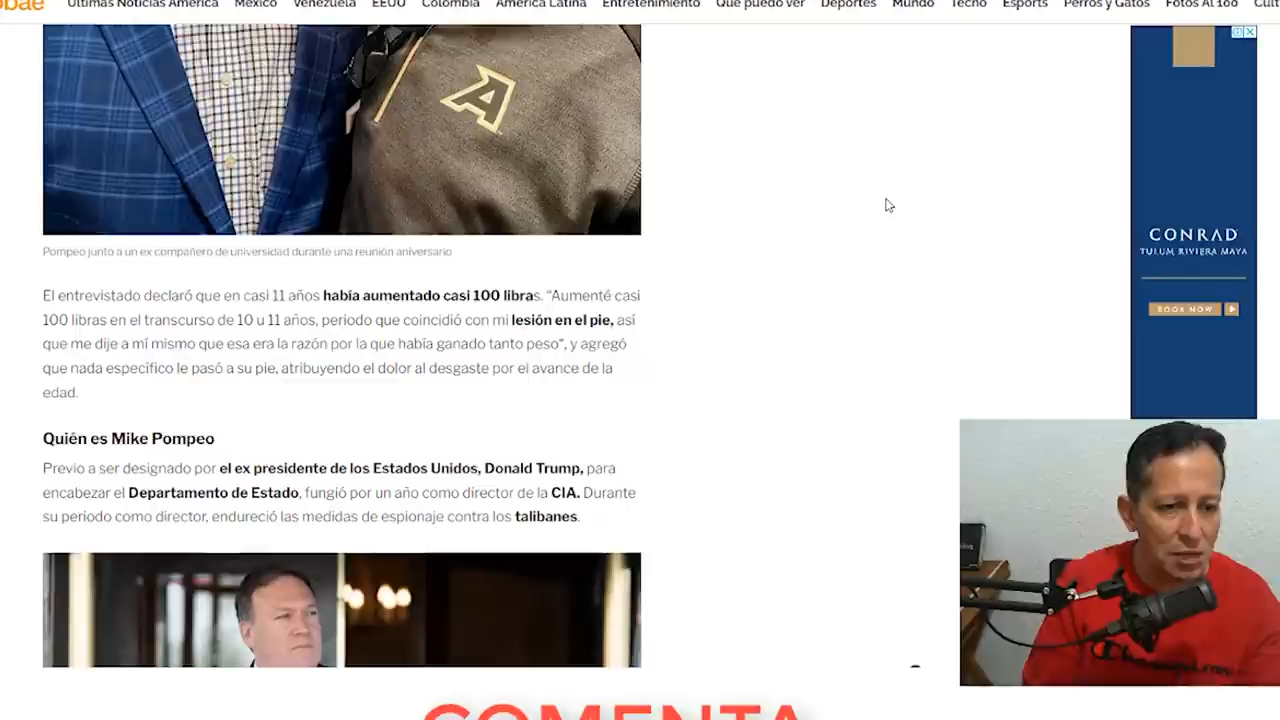 Últimas Noticias América México Venezuela EEUU Colombia América Latina Entretenimiento Qué puedo ver Deportes Mundo Tecno Esports Perros y Gatos Fotos Al 100
A
CONRAD
TULUM RIVIERA MAYA
BOOK NOW
Pompeo junto a un ex compañero de universidad durante una reunión aniversario
El entrevistado declaró que en casi 11 años había aumentado casi 100 libras. “Aumenté casi
100 libras en el transcurso de 10 u 11 años, periodo que coincidió con mi lesión en el pie, así
que me dije a mí mismo que esa era la razón por la que había ganado tanto peso“, y agregó
que nada específico le pasó a su pie, atribuyendo el dolor al desgaste por el avance de la
edad.
Quién es Mike Pompeo
Previo a ser designado por el ex presidente de los Estados Unidos, Donald Trump, para
encabezar el Departamento de Estado, fungió por un año como director de la CIA. Durante
su periodo como director, endureció las medidas de espionaje contra los talibanes.
COMENTA